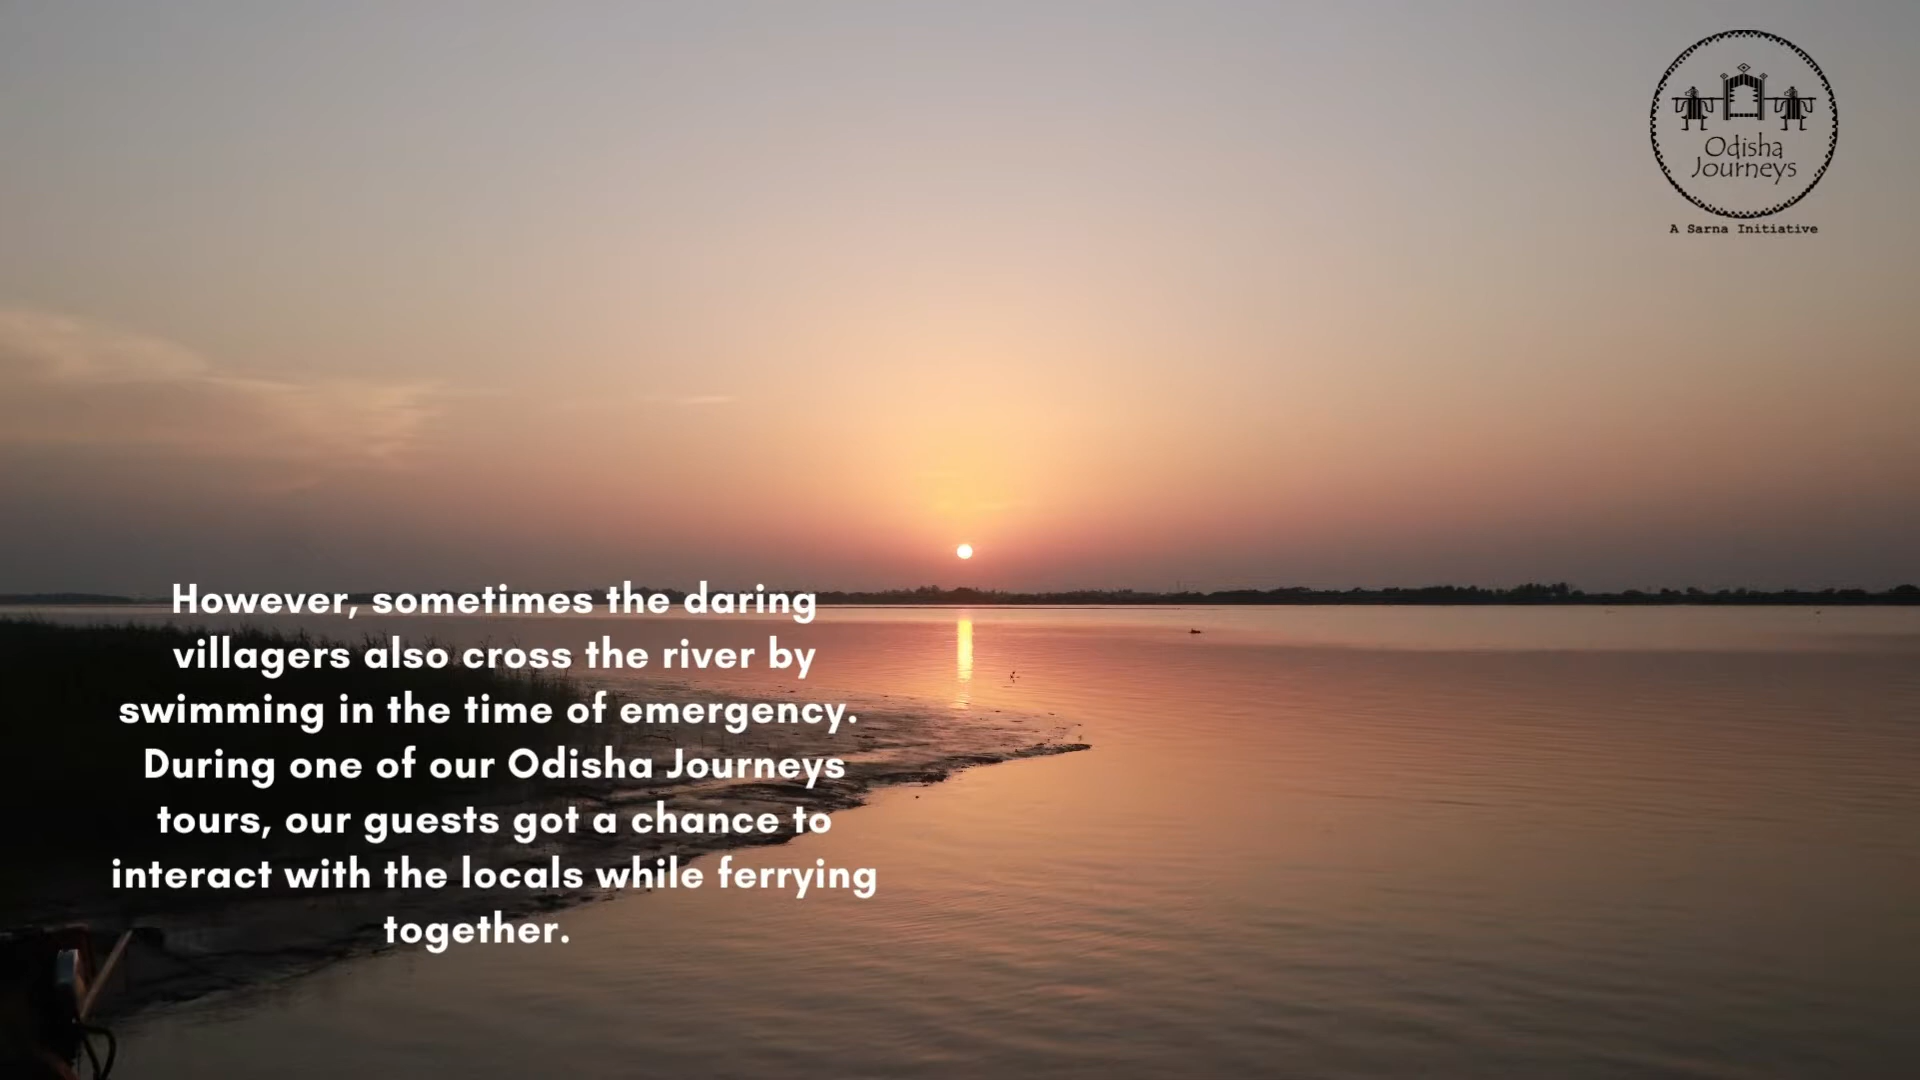 Odisha
Journeys
A Sarna Initiative
However, sometimes the daring
villagers also cross the river by
swimming in the time of emergency.
During one of our Odisha Journeys
tours, our guests got a chance to
interact with the locals while ferrying
together.